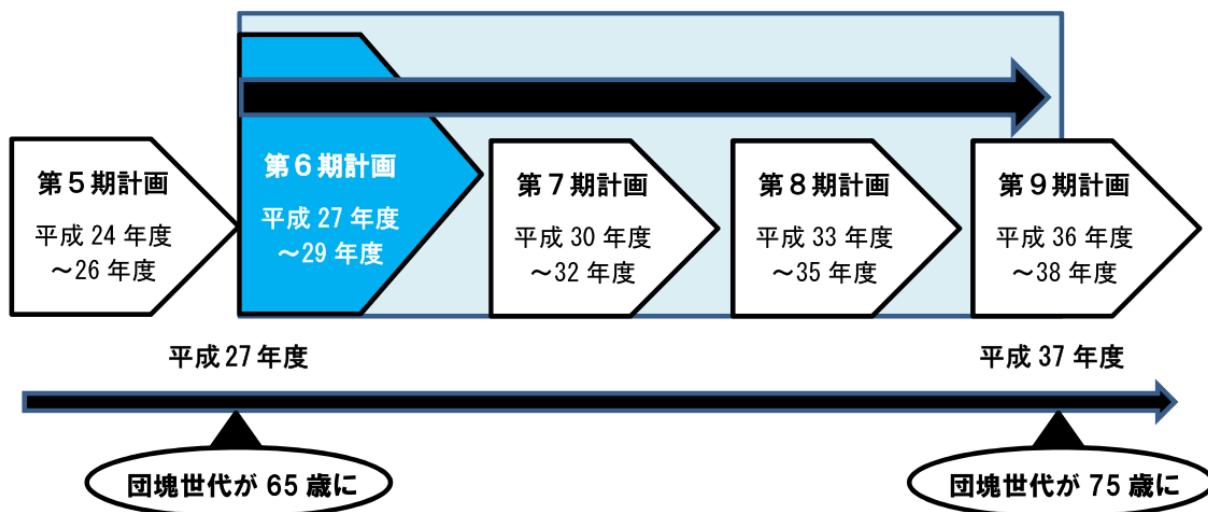 第５期計画
平成 24 年度
～26 年度
第６期計画
平成 27 年度
～29 年度
第７期計画
平成 30 年度
～32 年度
第８期計画
平成 33 年度
～35 年度
第９期計画
平成 36 年度
～38 年度
平成 27 年度
平成 37 年度
団塊世代が 65 歳に
団塊世代が 75 歳に